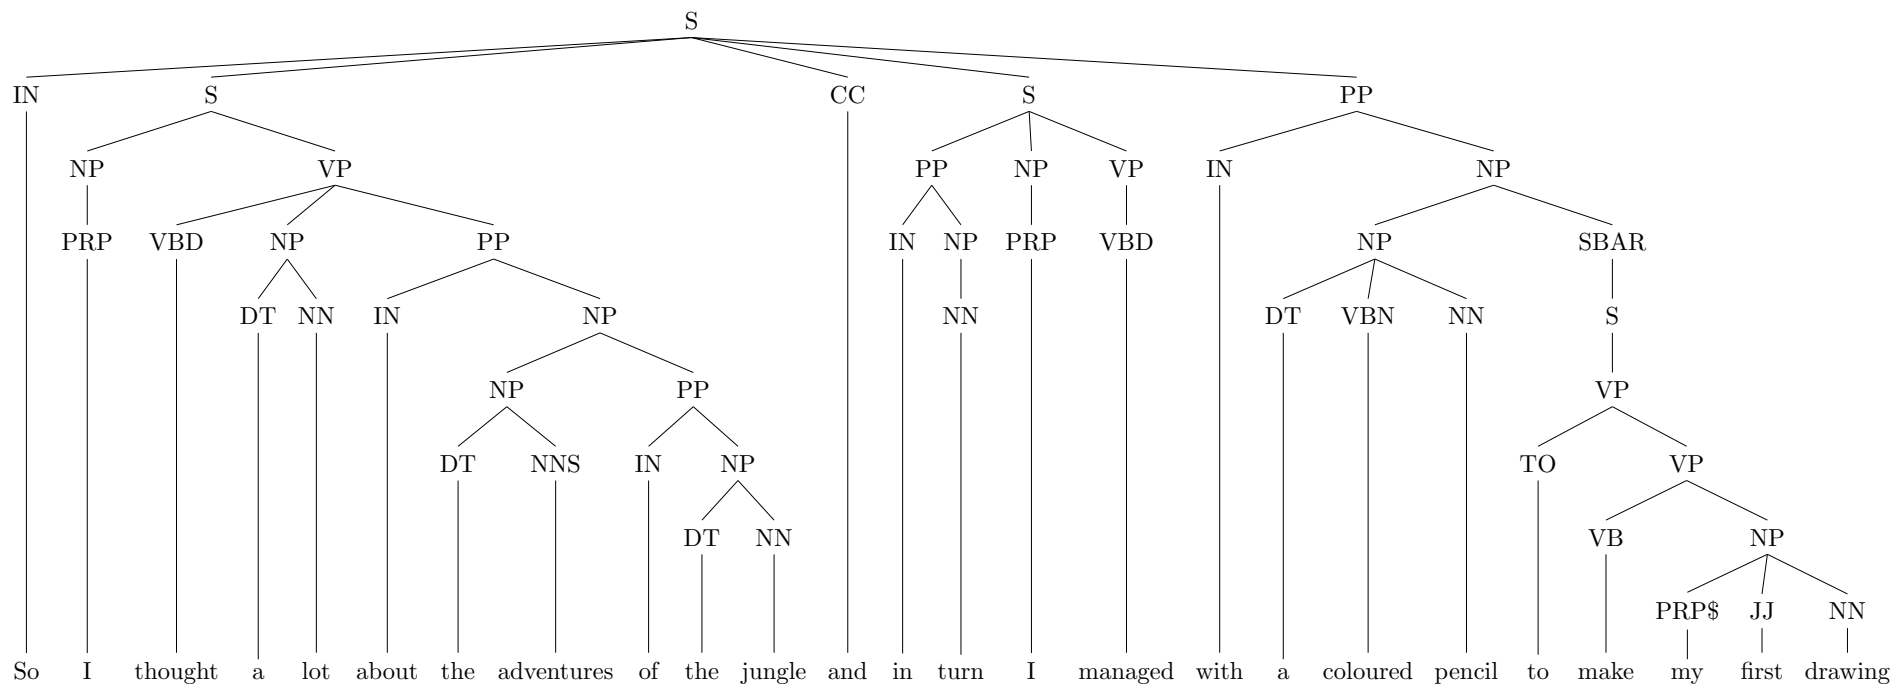 S
IN S CC S PP
NP VP PP NP VP IN NP
PRP VBD NP PP IN NP PRP VBD NP SBAR
DT NN IN NP NN DT VBN NN S
NP PP VP
DT NNS IN NP TO VP
DT NN VB NP
PRP$ JJ NN
So I thought a lot about the adventures of the jungle and in turn I managed with a coloured pencil to make my first drawing